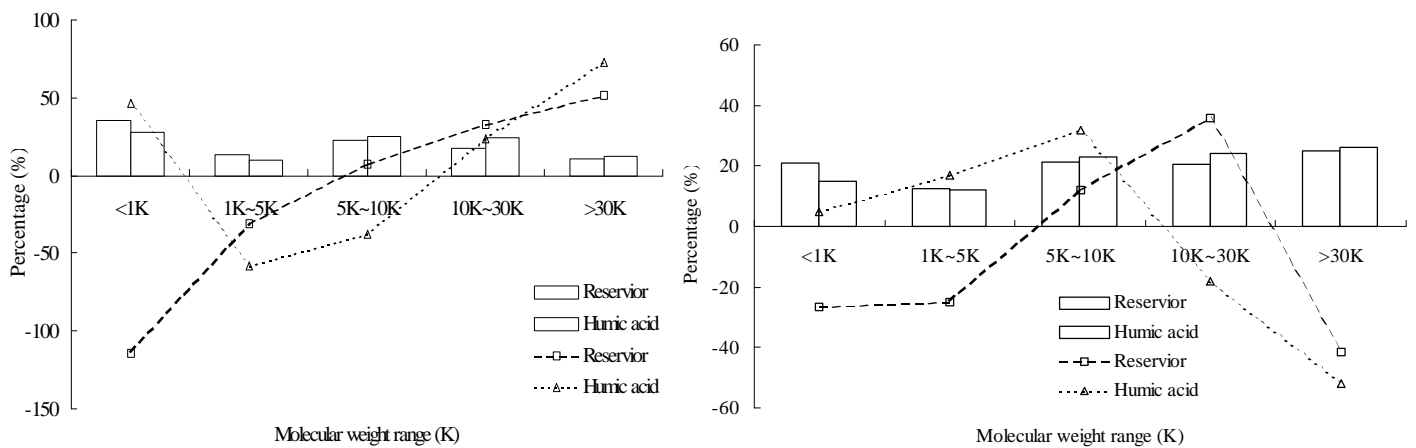 100
50
0
-50
-100
-150
Percentage (%)
<1K
1K~5K
5K~10K
10K~30K
>30K
Reservior
Humic acid
Reservior
Humic acid
Molecular weight range (K)
60
40
20
0
-20
-40
-60
Percentage (%)
<1K
1K~5K
5K~10K
10K~30K
>30K
Reservior
Humic acid
Reservior
Humic acid
Molecular weight range (K)